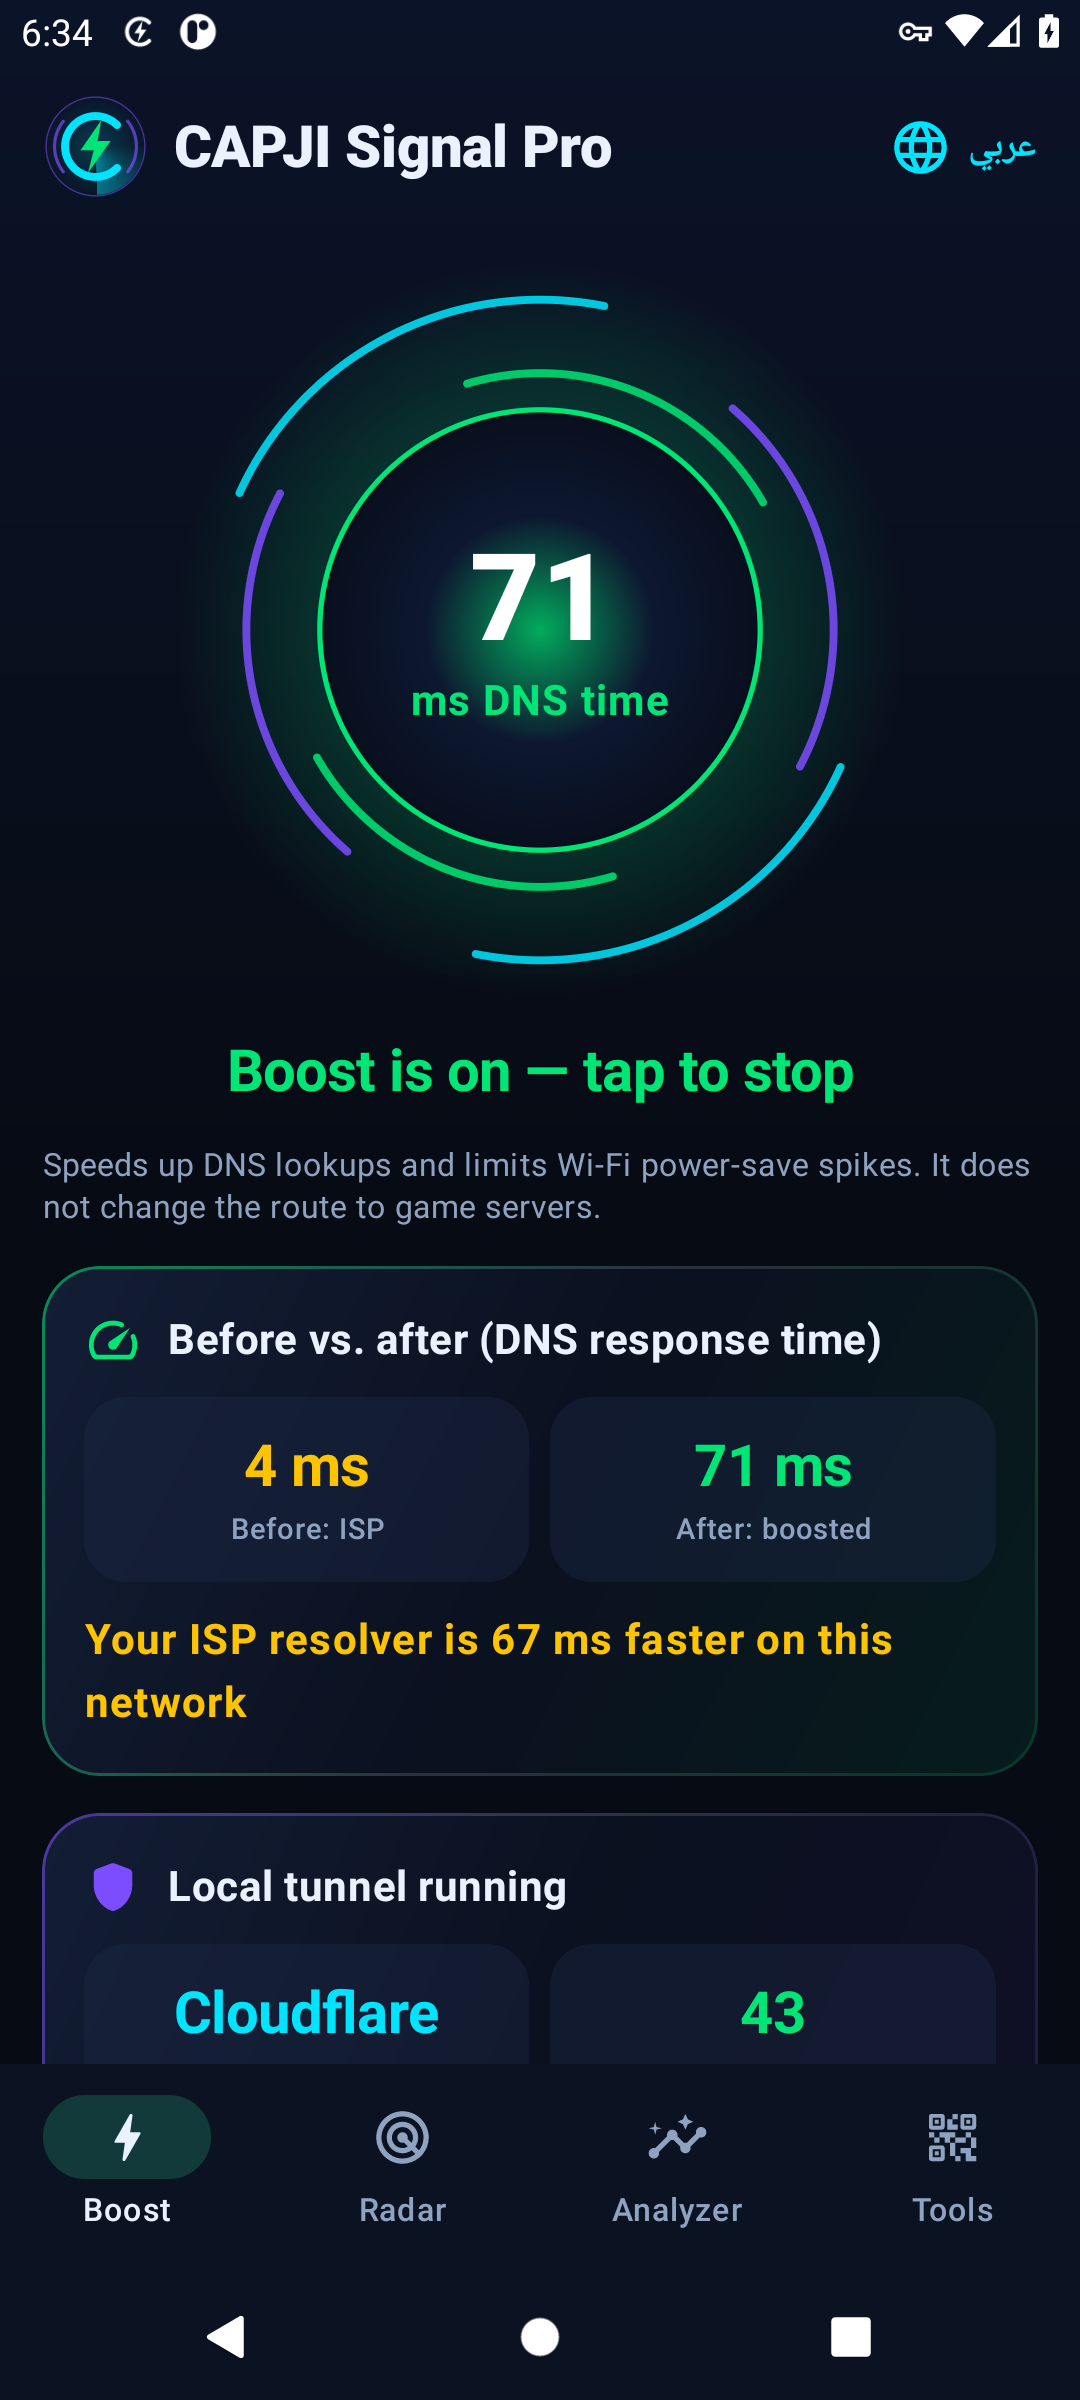 6:34
CAPJI Signal Pro
عربي
71
ms DNS time
Boost is on — tap to stop
Speeds up DNS lookups and limits Wi-Fi power-save spikes. It does
not change the route to game servers.
Before vs. after (DNS response time)
4 ms
Before: ISP
71 ms
After: boosted
Your ISP resolver is 67 ms faster on this
network
Local tunnel running
Cloudflare
43
Boost
Radar
Analyzer
Tools